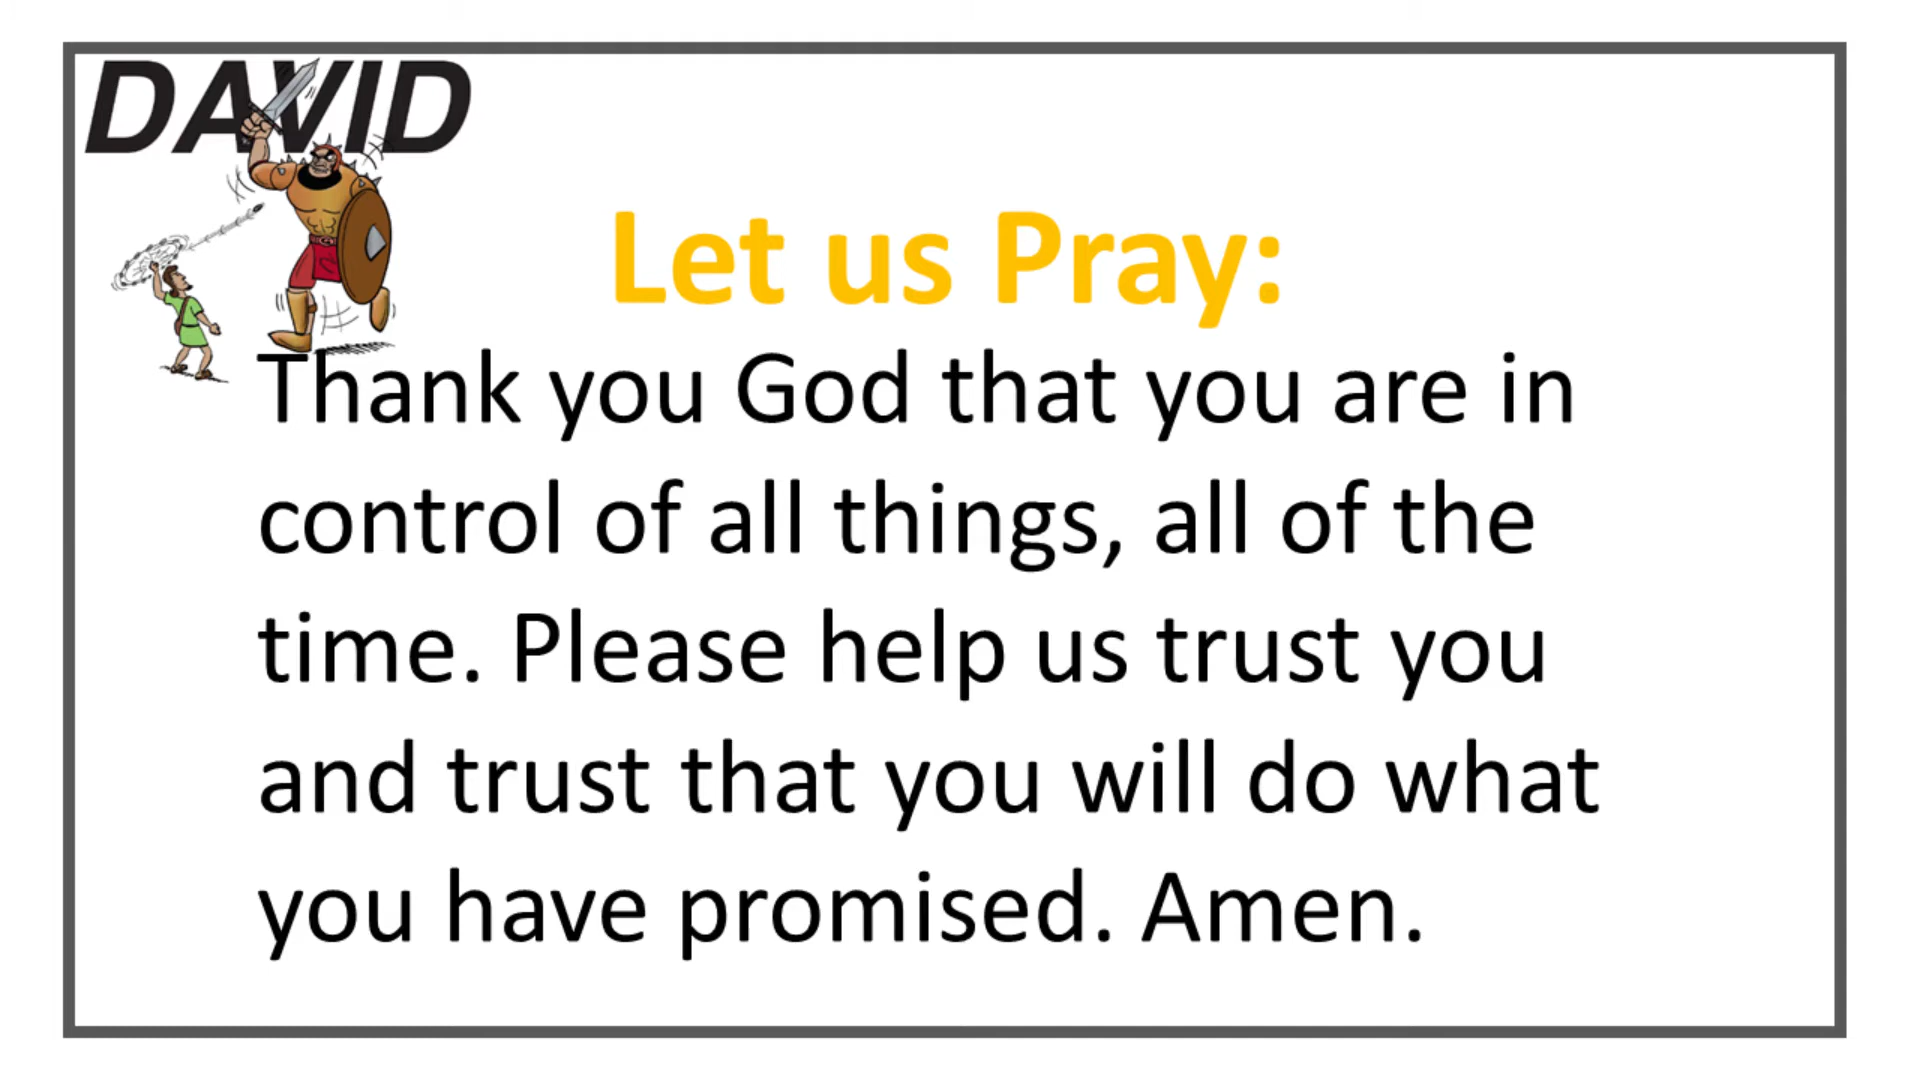 DAVID
Let us Pray:
Thank you God that you are in
control of all things, all of the
time. Please help us trust you
and trust that you will do what
you have promised. Amen.